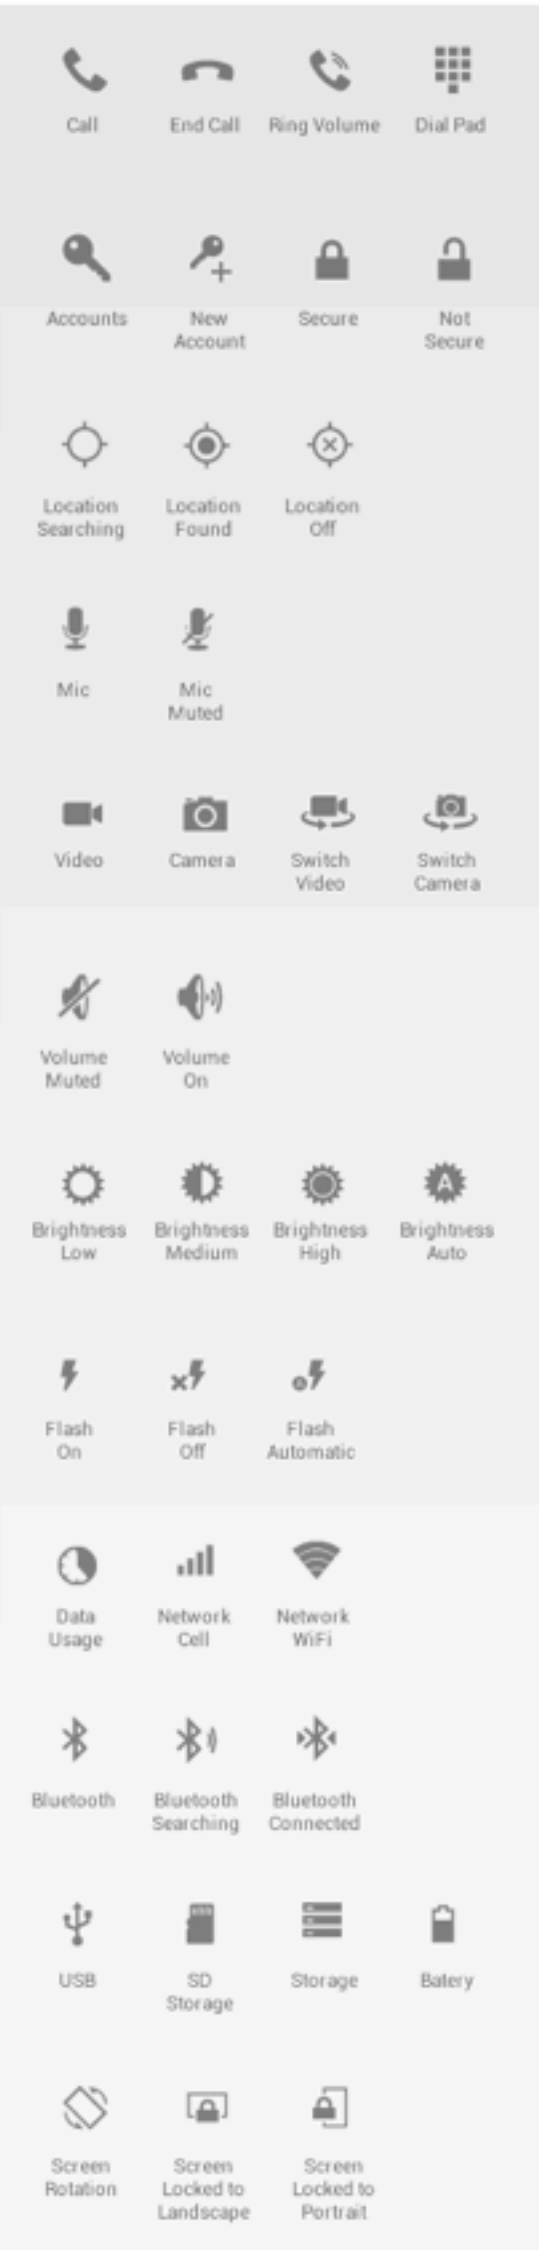 Call End Call Ring Volume Dial Pad
Accounts New Secure Not
Account Secure
Location Location Location
Searching Found Off
Mic Mic
Muted
Video Camera Switch Switch
Video Camera
Volume Volume
Muted On
Brightness Brightness Brightness Brightness
Low Medium High Auto
Flash Flash Flash
On Off Automatic
Data Network Network
Usage Cell WiFi
Bluetooth Bluetooth Bluetooth
Searching Connected
USB SD Storage Batery
Storage
Screen Screen Screen
Rotation Locked to Locked to
Landscape Portrait